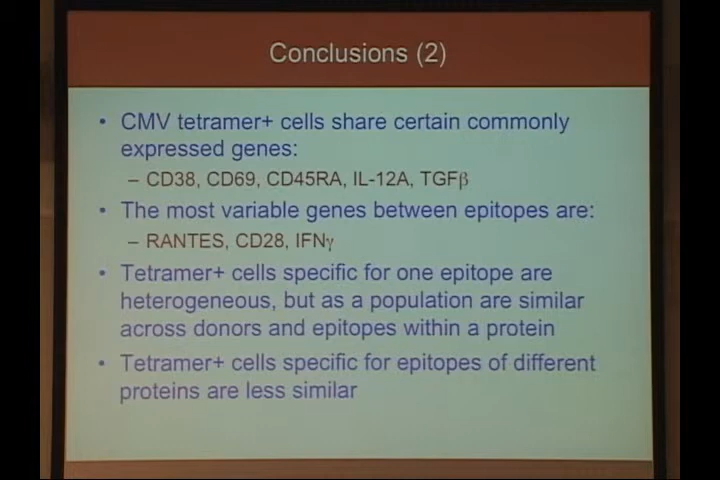 Conclusions (2)
• CMV tetramer+ cells share certain commonly
expressed genes:
– CD38, CD69, CD45RA, IL-12A, TGFβ
• The most variable genes between epitopes are:
– RANTES, CD28, IFNγ
• Tetramer+ cells specific for one epitope are
heterogeneous, but as a population are similar
across donors and epitopes within a protein
• Tetramer+ cells specific for epitopes of different
proteins are less similar